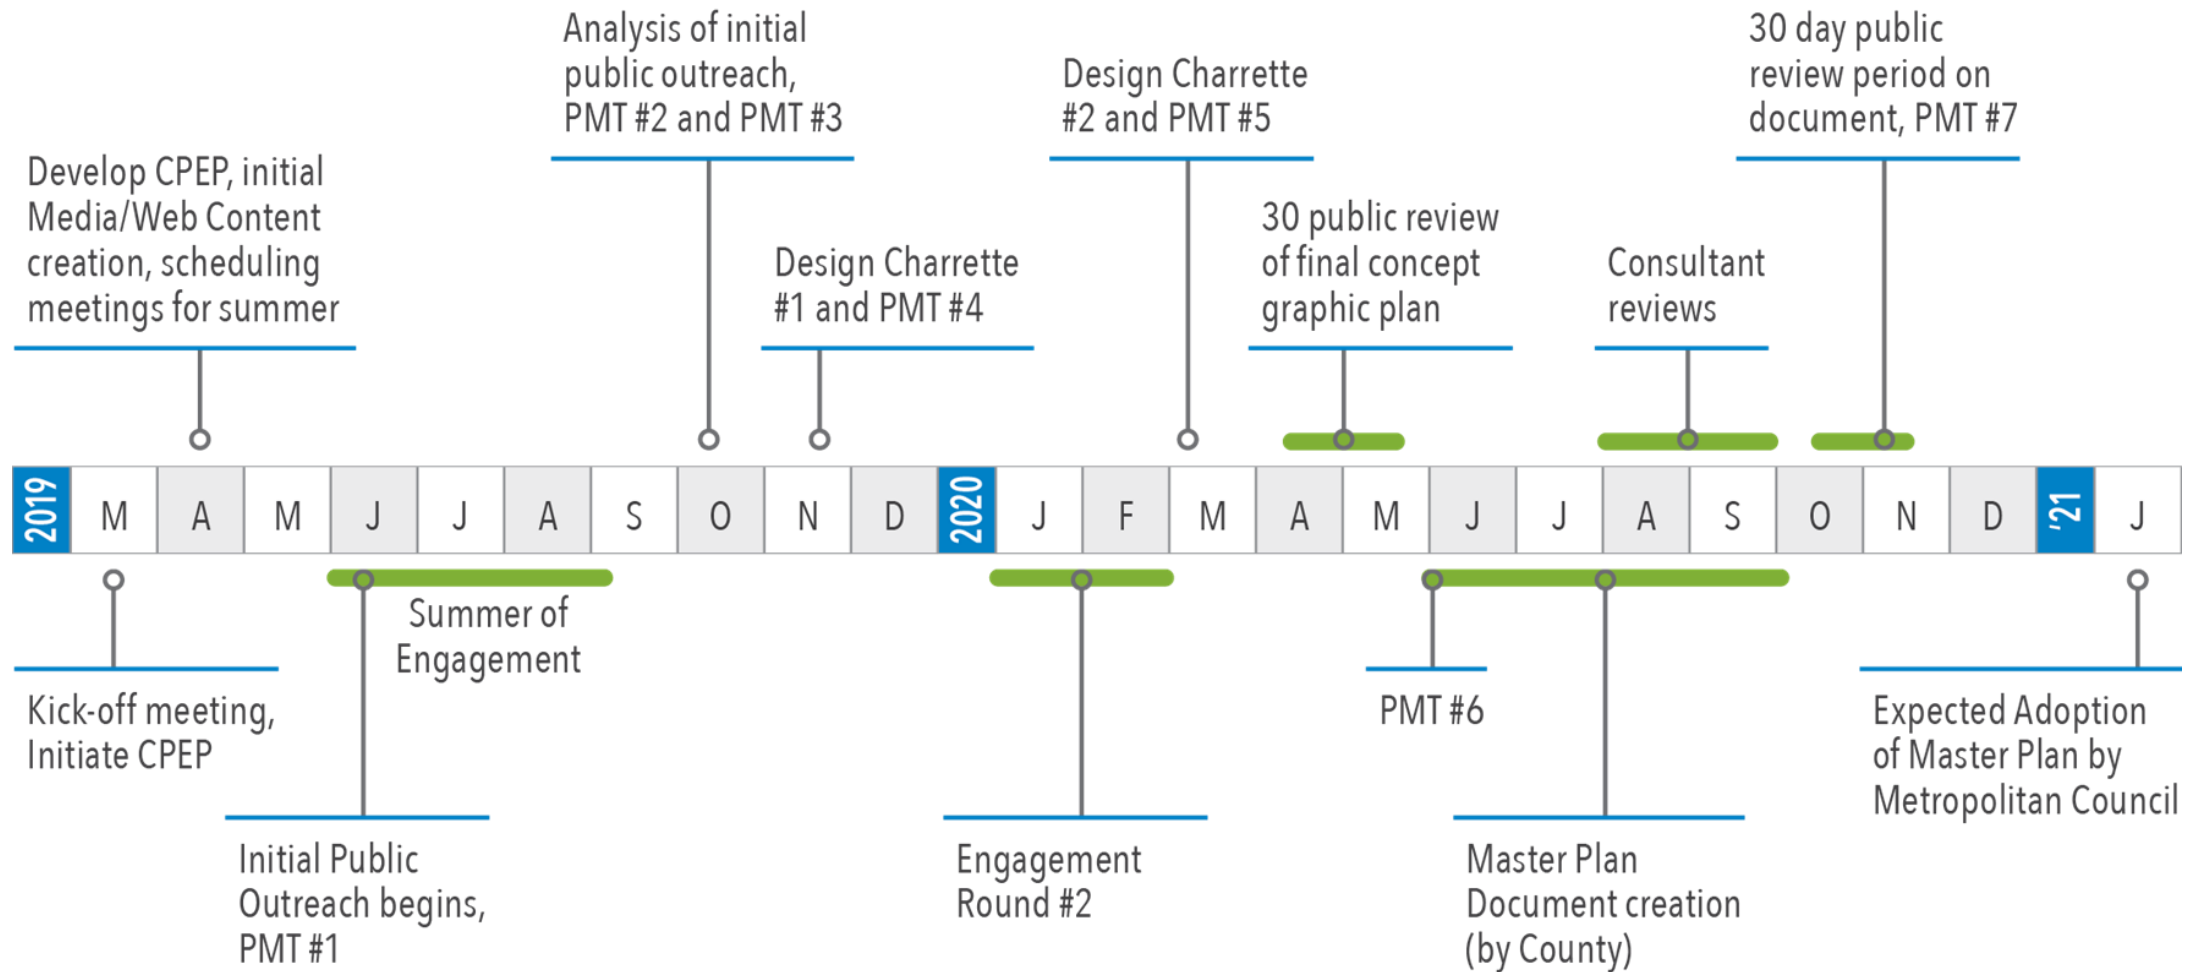 Analysis of initial
public outreach,
PMT #2 and PMT #3
Design Charrette
#2 and PMT #5
30 day public
review period on
document, PMT #7
Develop CPEP, initial
Media/Web Content
creation, scheduling
meetings for summer
Design Charrette
#1 and PMT #4
30 public review
of final concept
graphic plan
Consultant
reviews
2019 M A M J J A S O N D 2020 J F M A M J J A S O N D '21 J
Summer of
Engagement
Kick-off meeting,
Initiate CPEP
PMT #6
Expected Adoption
of Master Plan by
Metropolitan Council
Initial Public
Outreach begins,
PMT #1
Engagement
Round #2
Master Plan
Document creation
(by County)